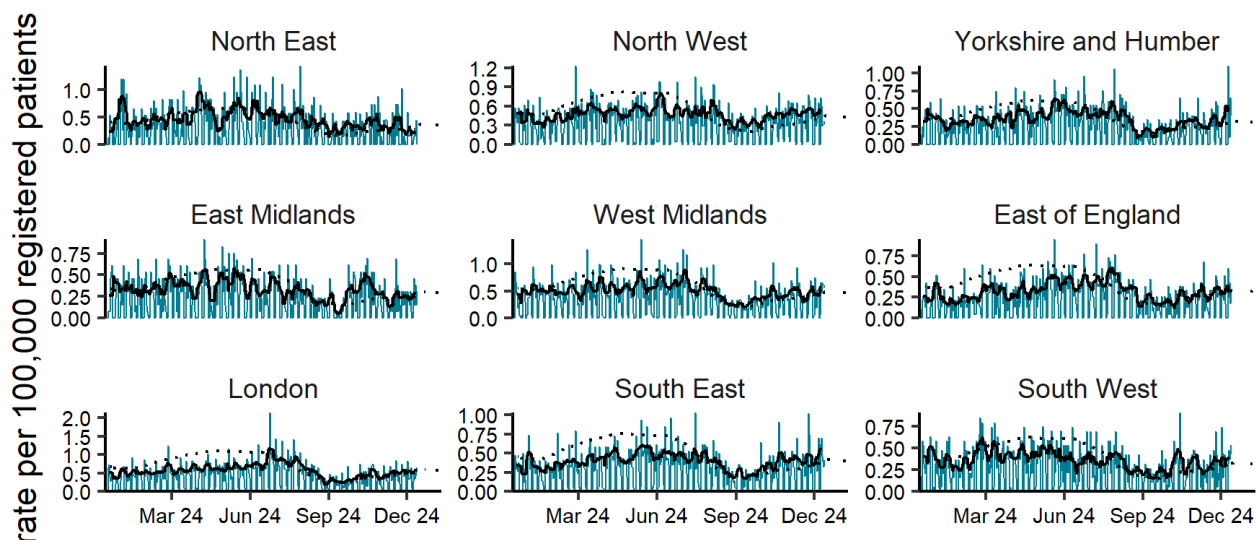 rate per 100,000 registered patients
North East
North West
Yorkshire and Humber
1.0
0.5
0.0
1.2
0.9
0.6
0.3
0.0
1.00
0.75
0.50
0.25
0.00
East Midlands
West Midlands
East of England
0.75
0.50
0.25
0.00
1.0
0.5
0.0
0.75
0.50
0.25
0.00
London
South East
South West
2.0
1.5
1.0
0.5
0.0
1.00
0.75
0.50
0.25
0.00
0.75
0.50
0.25
0.00
Mar 24 Jun 24 Sep 24 Dec 24
Mar 24 Jun 24 Sep 24 Dec 24
Mar 24 Jun 24 Sep 24 Dec 24